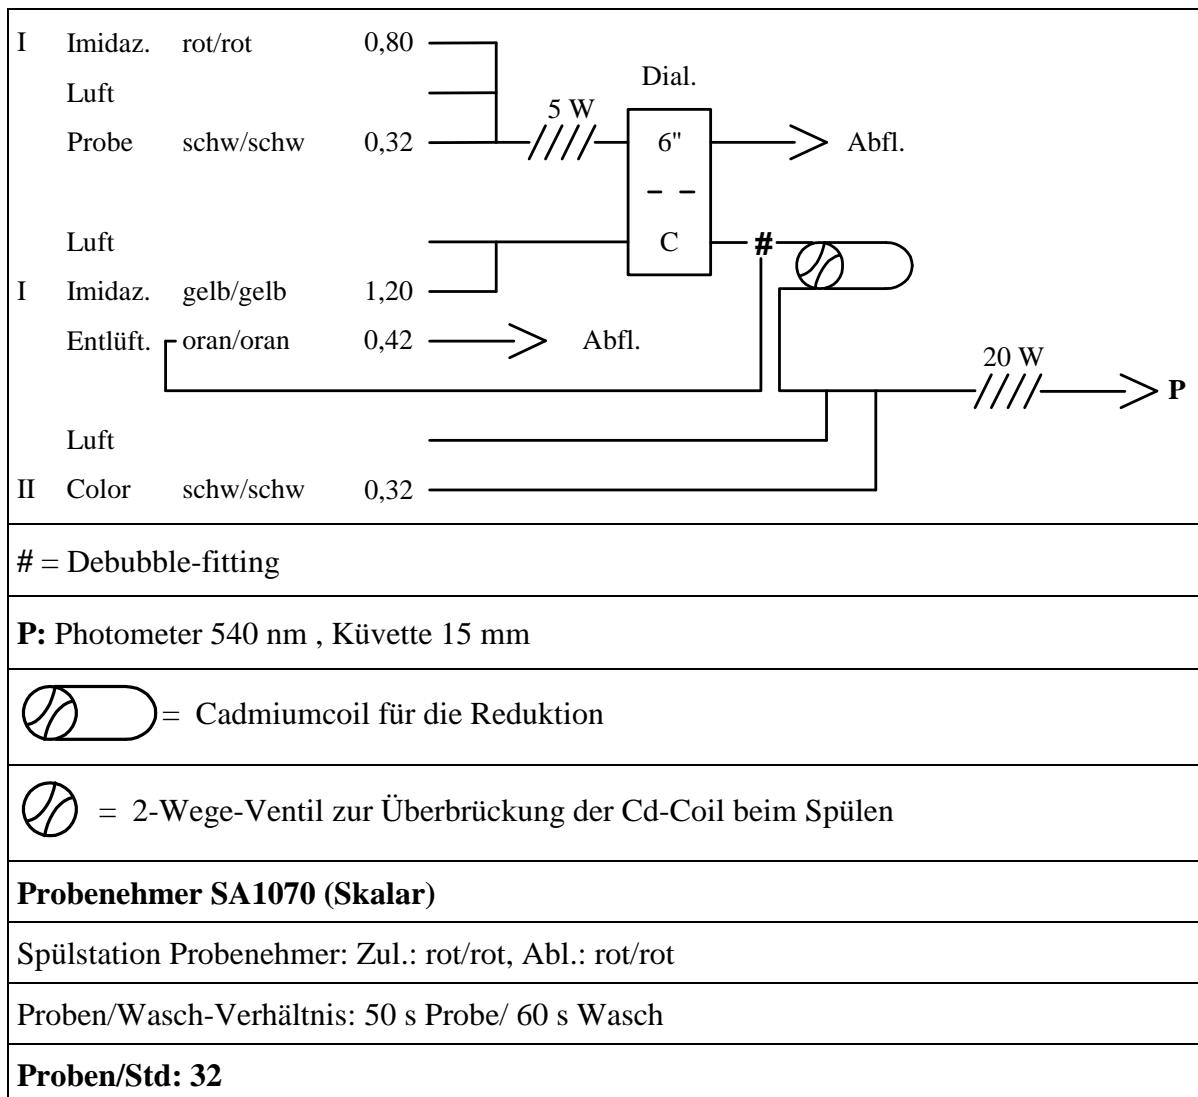 I Imidaz. rot/rot 0,80
Dial.
Luft
5 W
Probe schw/schw 0,32
6"
Abfl.
Luft
C
#
I Imidaz. gelb/gelb 1,20
Entlüft. oran/oran 0,42
Abfl.
20 W
P
Luft
II Color schw/schw 0,32
# = Debubble-fitting
P: Photometer 540 nm , Küvette 15 mm
= Cadmiumcoil für die Reduktion
= 2-Wege-Ventil zur Überbrückung der Cd-Coil beim Spülen
Probenehmer SA1070 (Skalar)
Spülstation Probenehmer: Zul.: rot/rot, Abl.: rot/rot
Proben/Wasch-Verhältnis: 50 s Probe/ 60 s Wasch
Proben/Std: 32